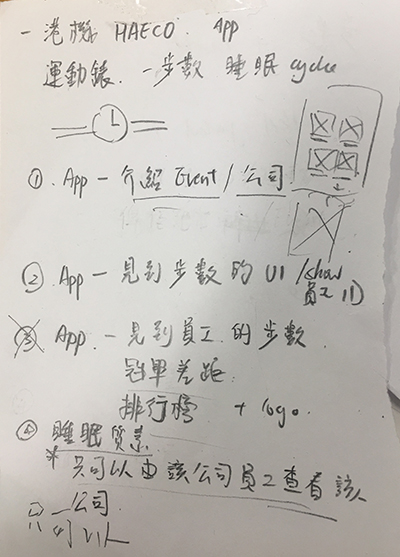 一港機 HAECO. App
運動錶. 一步數 睡眠 cycle
① App - 介紹 Event / 公司
② App - 見到步數的 UI / show 員工 ID
③ App - 見到員工的步數
冠軍差距
排行榜 + logo.
④ 睡眠質素
* 只可以由該公司員工查看該
公司
只可以